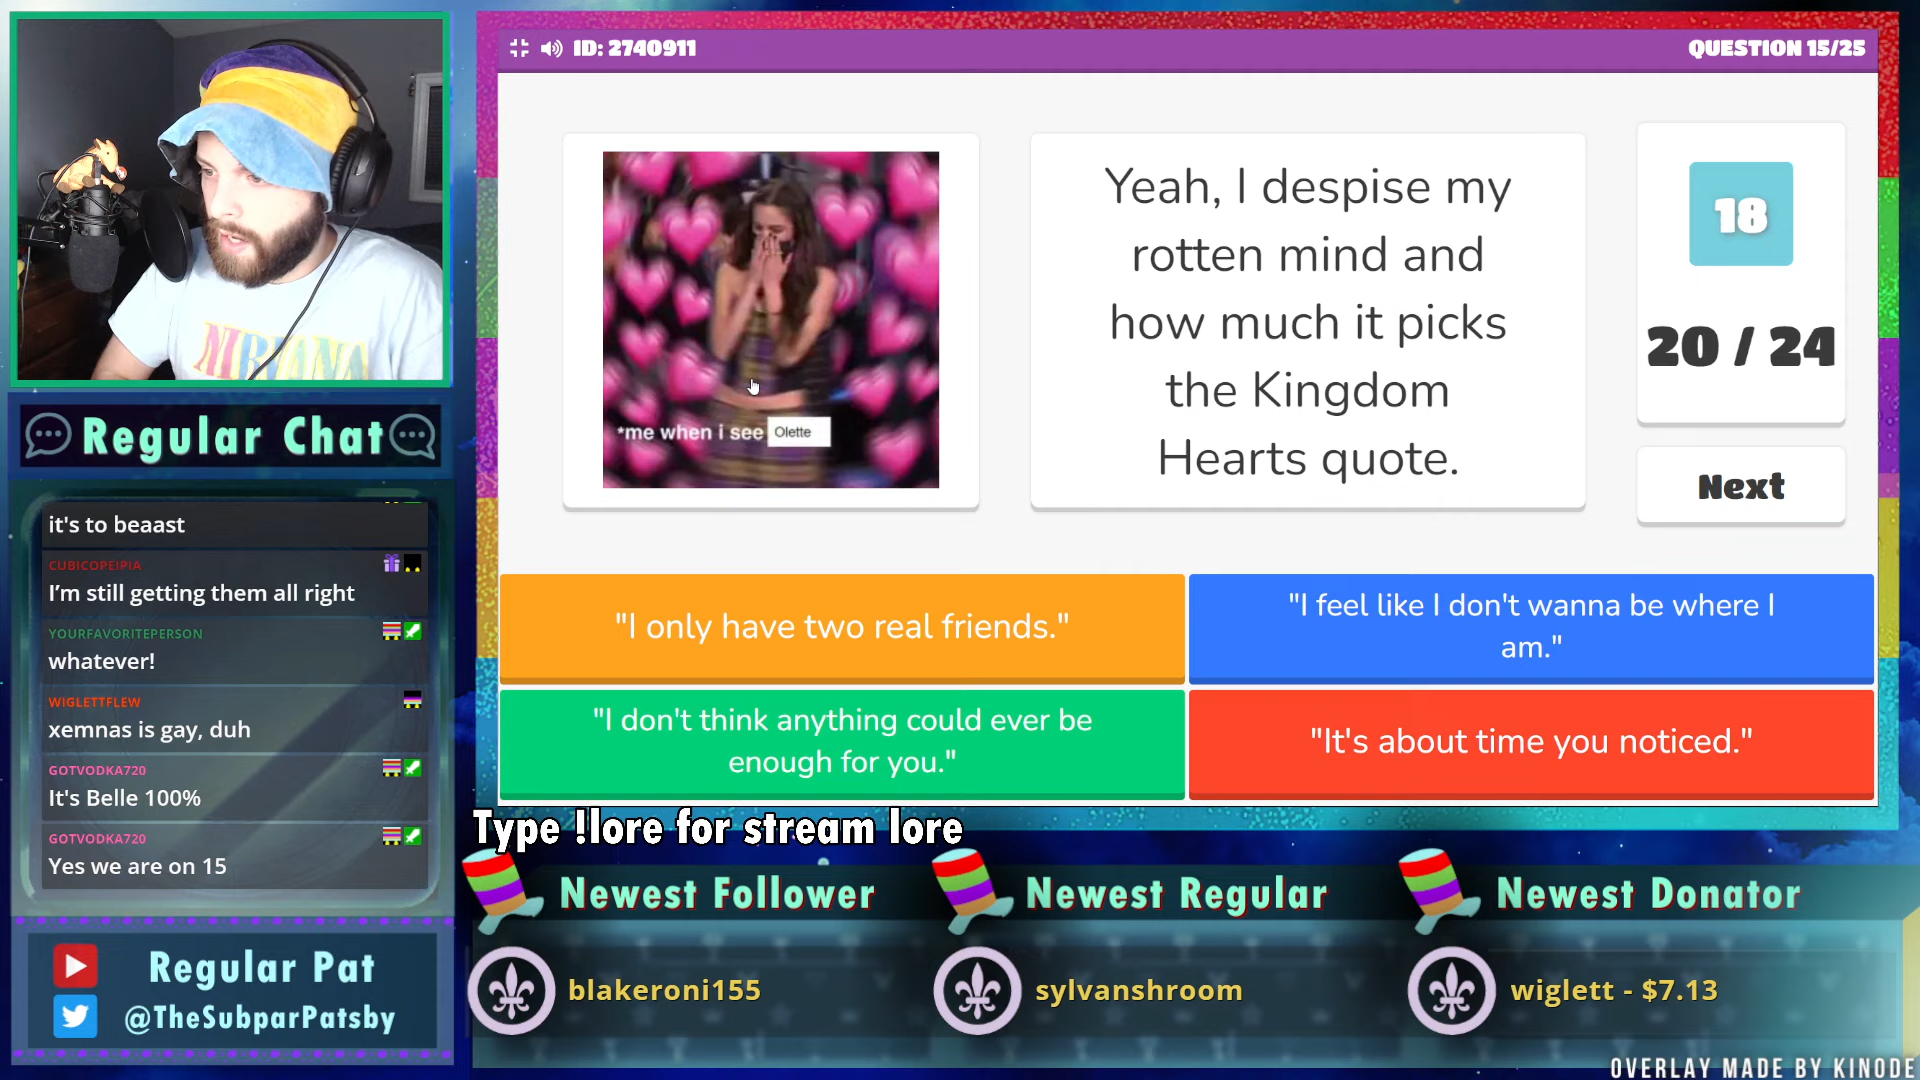 ID: 2740911
QUESTION 15/25
*me when i see Olette
Yeah, I despise my
rotten mind and
how much it picks
the Kingdom
Hearts quote.
18
20 / 24
Next
"I only have two real friends."
"I feel like I don't wanna be where I
am."
"I don't think anything could ever be
enough for you."
"It's about time you noticed."
NIRVANA
Regular Chat
it's to beaast
CUBICOPEIPIA
I'm still getting them all right
YOURFAVORITEPERSON
whatever!
WIGLETTFLEW
xemnas is gay, duh
GOTVODKA720
It's Belle 100%
GOTVODKA720
Yes we are on 15
Regular Pat
@TheSubparPatsby
Type !lore for stream lore
Newest Follower
blakeroni155
Newest Regular
sylvanshroom
Newest Donator
wiglett - $7.13
OVERLAY MADE BY KINODE